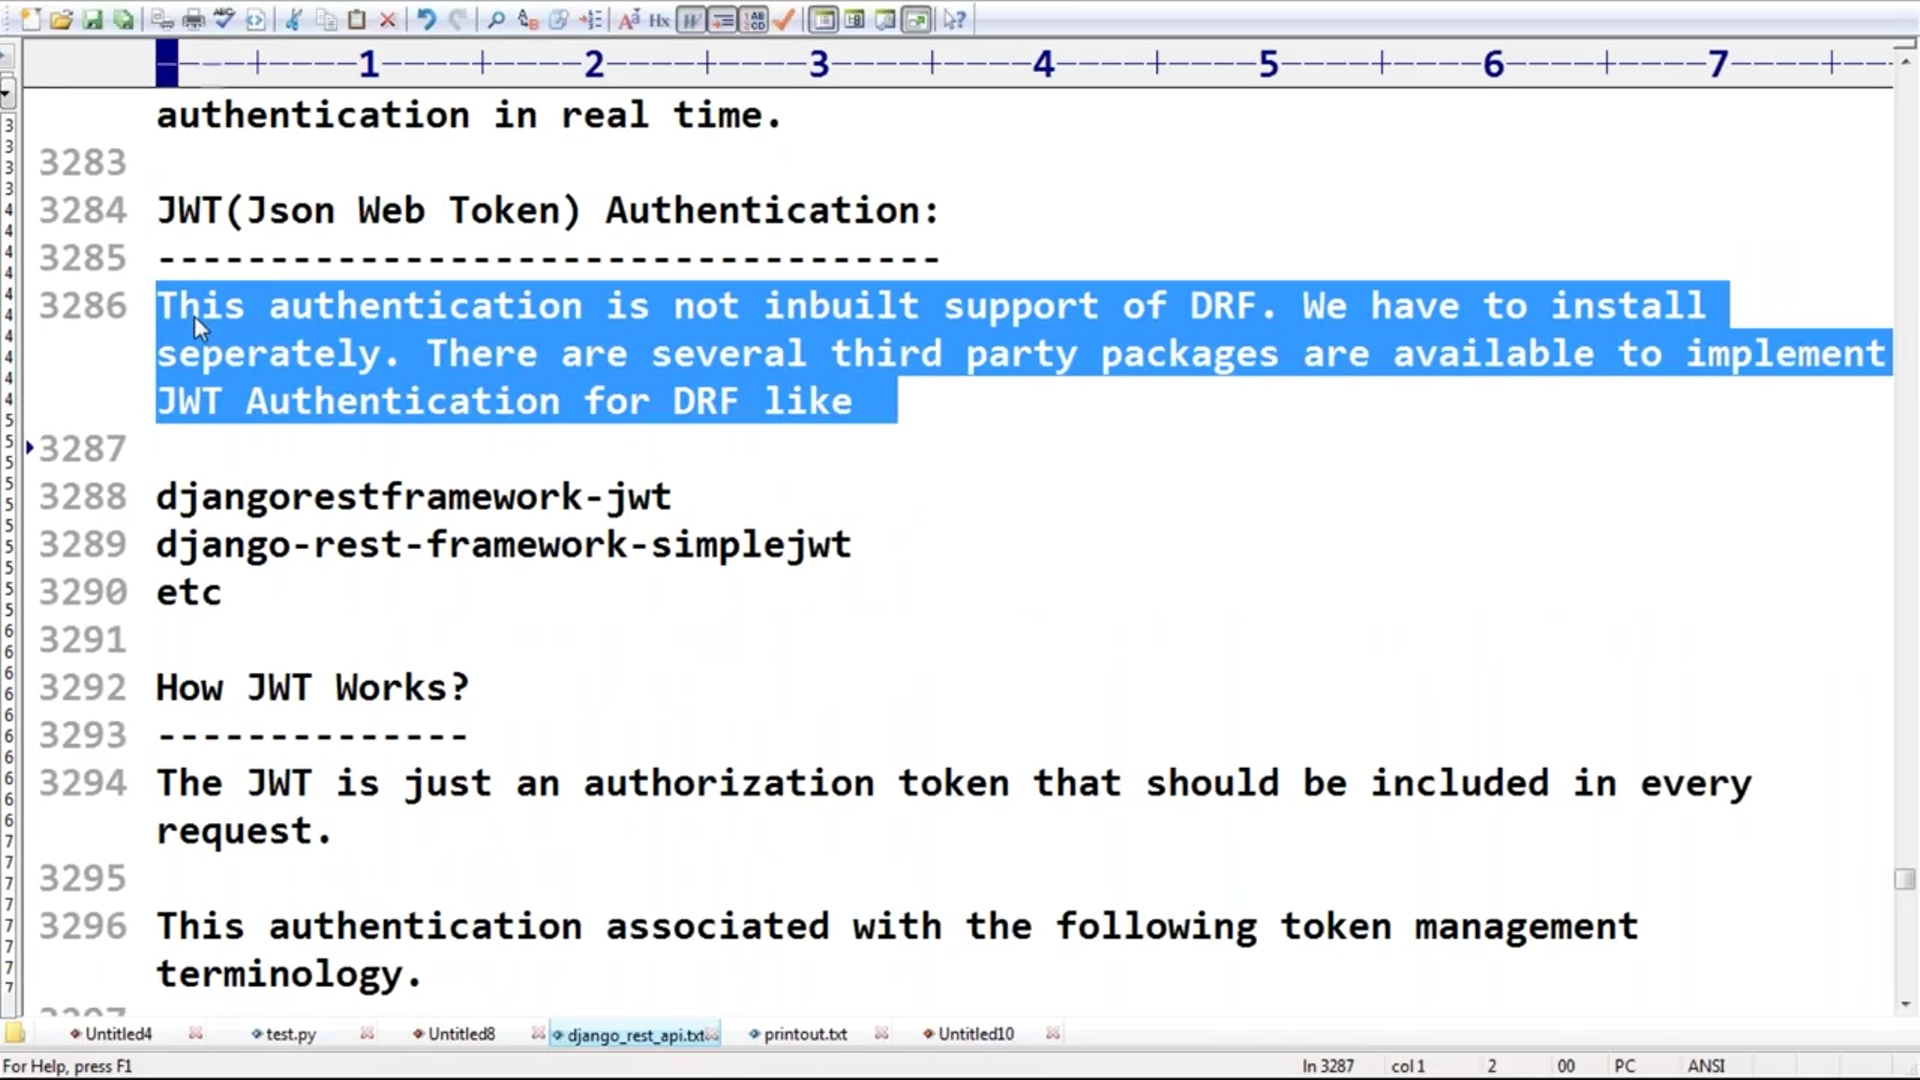 1 2 3 4 5 6 7
authentication in real time.
3283
3284 JWT(Json Web Token) Authentication:
3285 -----------------------------------
3286 This authentication is not inbuilt support of DRF. We have to install
seperately. There are several third party packages are available to implement
JWT Authentication for DRF like
3287
3288 djangorestframework-jwt
3289 django-rest-framework-simplejwt
3290 etc
3291
3292 How JWT Works?
3293 --------------
3294 The JWT is just an authorization token that should be included in every
request.
3295
3296 This authentication associated with the following token management
terminology.
3297
Untitled4 test.py Untitled8 django_rest_api.txt printout.txt Untitled10
For Help, press F1 ln 3287 col 1 2 00 PC ANSI